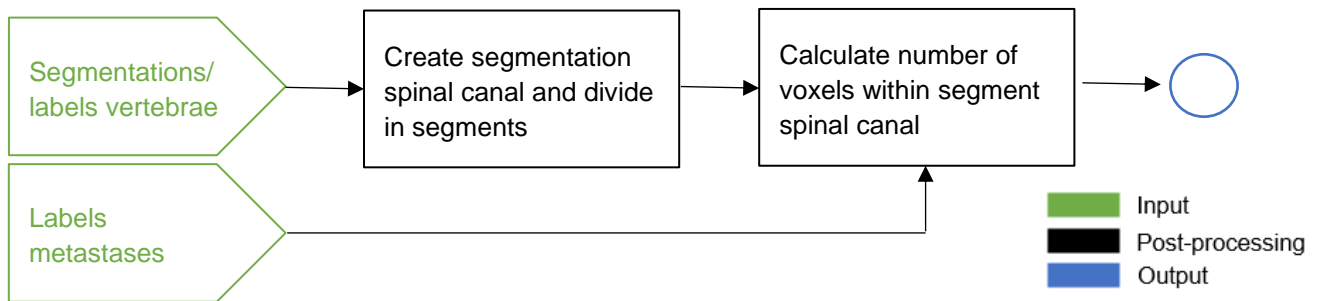 Segmentations/
labels vertebrae
Create segmentation
spinal canal and divide
in segments
Calculate number of
voxels within segment
spinal canal
Labels
metastases
Input
Post-processing
Output